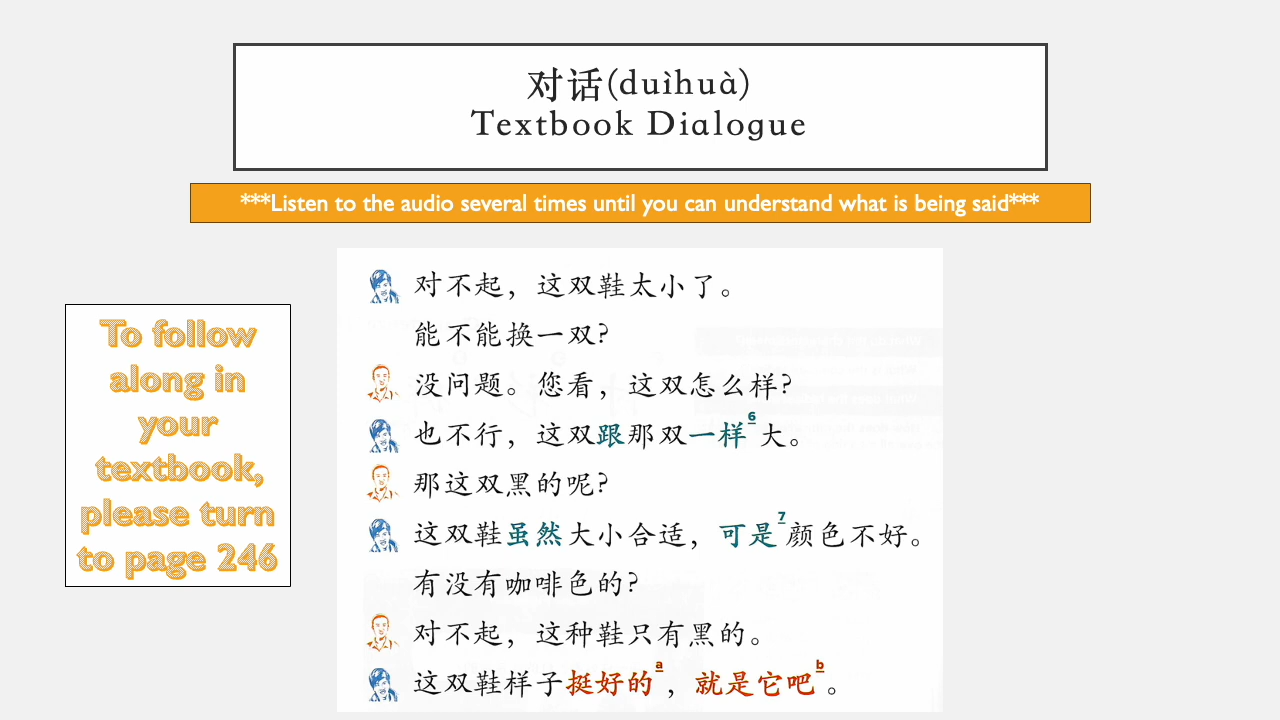 对话(duìhuà)
Textbook Dialogue
***Listen to the audio several times until you can understand what is being said***
To follow
along in
your
textbook,
please turn
to page 246
对不起，这双鞋太小了。
能不能换一双?
没问题。您看，这双怎么样?
也不行，这双跟那双一样6大。
那这双黑的呢?
这双鞋虽然大小合适，可是7颜色不好。
有没有咖啡色的?
对不起，这种鞋只有黑的。
这双鞋样子挺好的a，就是它吧b。